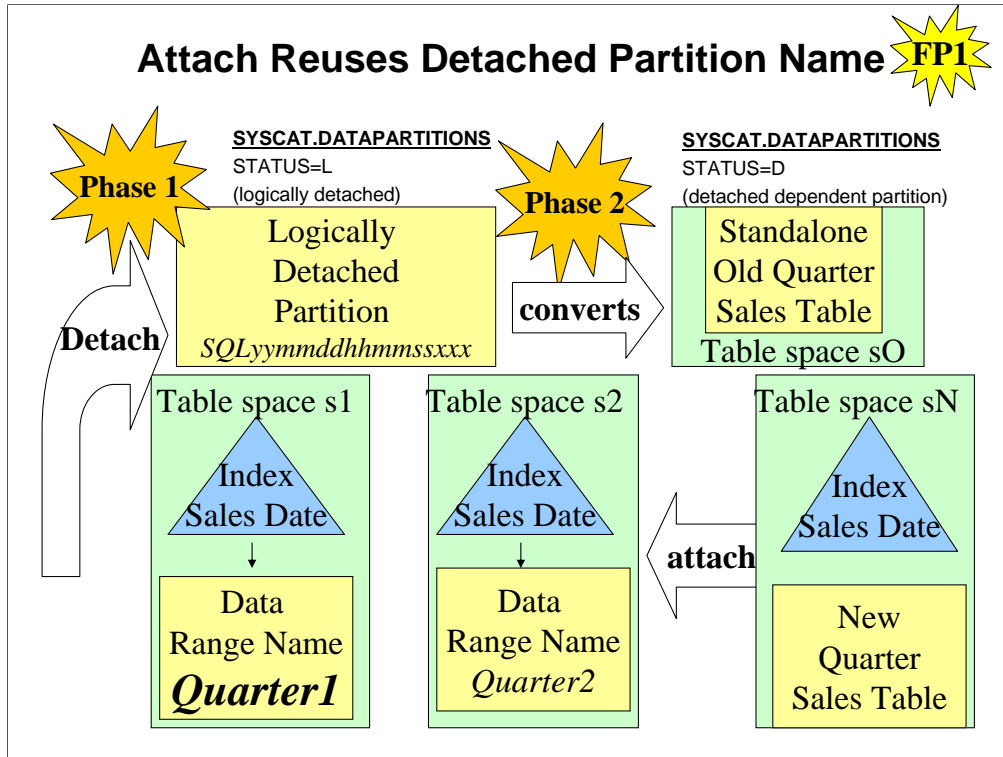 Attach Reuses Detached Partition Name
FP1
Phase 1
SYSCAT.DATAPARTITIONS
STATUS=L
(logically detached)
Phase 2
SYSCAT.DATAPARTITIONS
STATUS=D
(detached dependent partition)
Detach
Logically
Detached
Partition
SQLyymmddhhmmssxxx
converts
Standalone
Old Quarter
Sales Table
Table space sO
Table space s1
Index
Sales Date
Data
Range Name
Quarter1
Table space s2
Index
Sales Date
Data
Range Name
Quarter2
attach
Table space sN
Index
Sales Date
New
Quarter
Sales Table